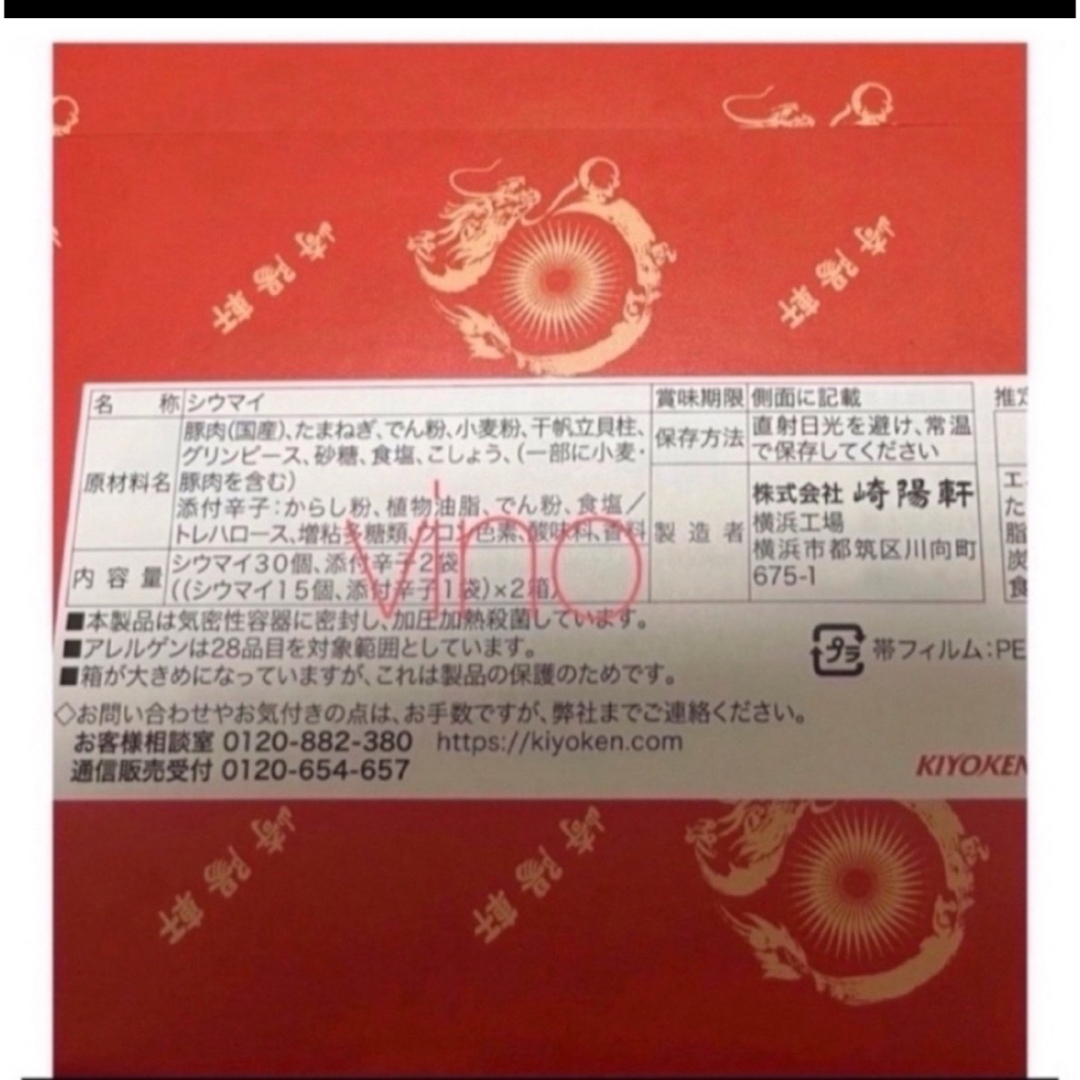 崎陽軒
崎陽軒
名 称 シウマイ
原材料名
豚肉(国産)、たまねぎ、でん粉、小麦粉、干帆立貝柱、
グリンピース、砂糖、食塩、こしょう、(一部に小麦・
豚肉を含む)
添付辛子:からし粉、植物油脂、でん粉、食塩／
トレハロース、増粘多糖類、ウコン色素、酸味料、香料
内 容 量
シウマイ30個、添付辛子2袋
((シウマイ15個、添付辛子1袋)×2箱)
賞味期限 側面に記載
保存方法
直射日光を避け、常温
で保存してください
製 造 者
株式会社 崎陽軒
横浜工場
横浜市都筑区川向町
675-1
推定
エ
た
脂
炭
食
vino
■本製品は気密性容器に密封し、加圧加熱殺菌しています。
■アレルゲンは28品目を対象範囲としています。
■箱が大きめになっていますが、これは製品の保護のためです。
プラ 帯フィルム:PE
◇お問い合わせやお気付きの点は、お手数ですが、弊社までご連絡ください。
お客様相談室 0120-882-380 https://kiyoken.com
通信販売受付 0120-654-657
KIYOKEN
崎陽軒
崎陽軒